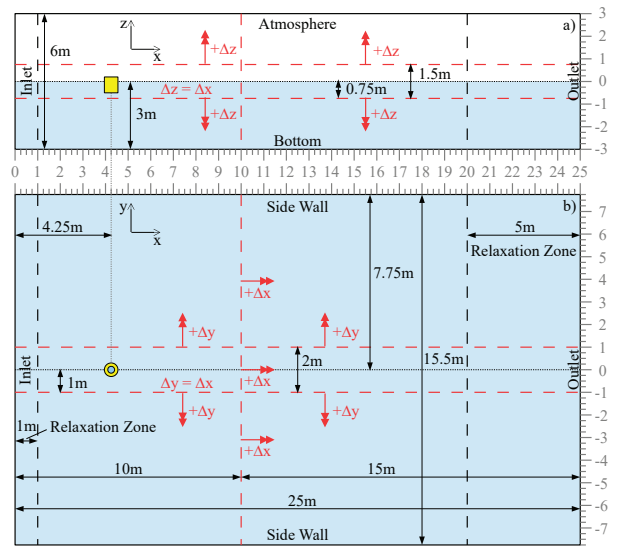 Atmosphere
a)
z
x
6m
+Δz
+Δz
Inlet
Δz = Δx
0.75m
1.5m
3m
+Δz
+Δz
Outlet
Bottom
3
2
1
0
-1
-2
-3
0 1 2 3 4 5 6 7 8 9 10 11 12 13 14 15 16 17 18 19 20 21 22 23 24 25
Side Wall
b)
y
x
4.25m
5m
Relaxation Zone
7.75m
+Δx
+Δy
+Δy
Inlet
1m
Δy = Δx
+Δx
2m
15.5m
Outlet
+Δy
+Δy
1m
Relaxation Zone
+Δx
10m
15m
25m
Side Wall
7
6
5
4
3
2
1
0
-1
-2
-3
-4
-5
-6
-7